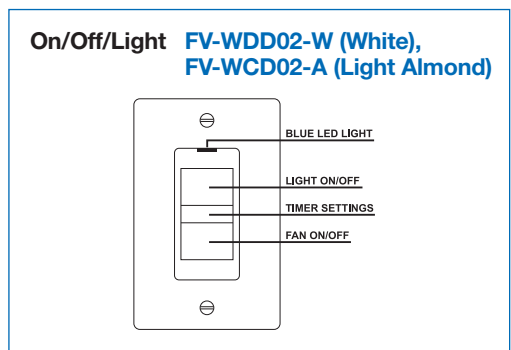 On/Off/Light FV-WDD02-W (White),
FV-WCD02-A (Light Almond)
BLUE LED LIGHT
LIGHT ON/OFF
TIMER SETTINGS
FAN ON/OFF